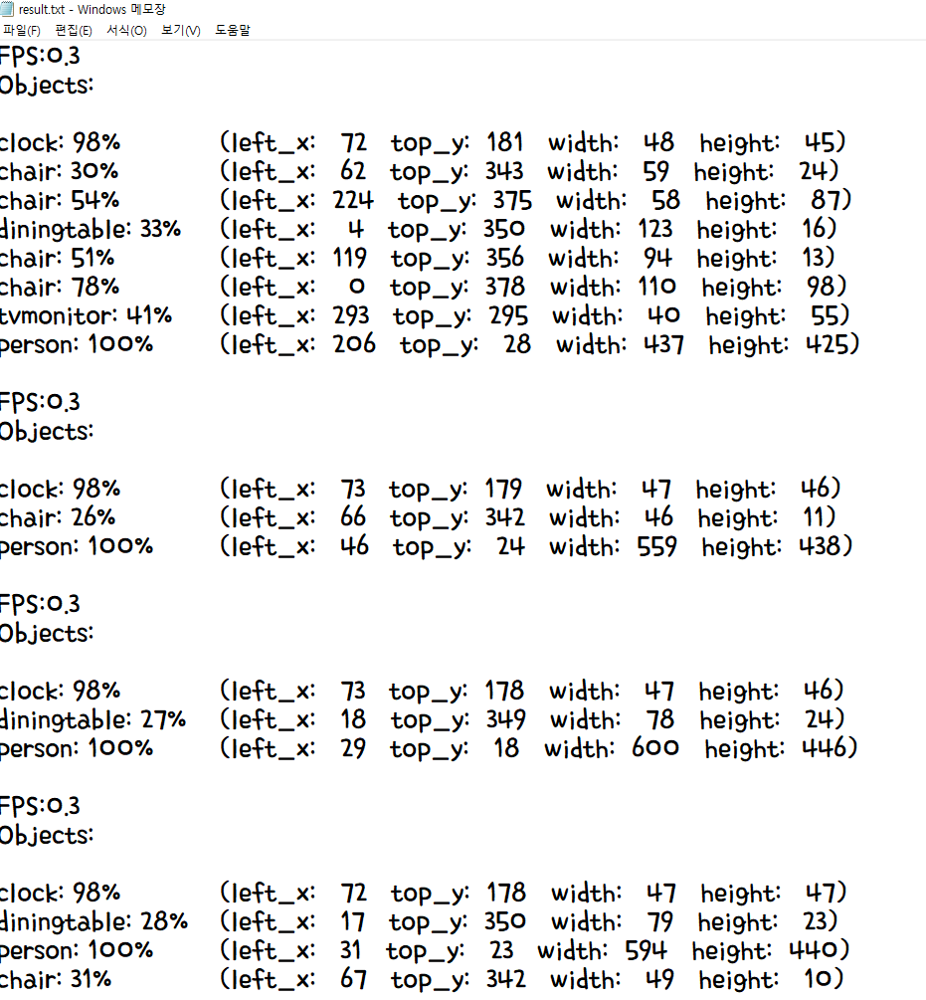 result.txt - Windows 메모장
파일(F) 편집(E) 서식(O) 보기(V) 도움말
FPS:0.3
Objects:
clock: 98% (left_x: 72 top_y: 181 width: 48 height: 45)
chair: 30% (left_x: 62 top_y: 343 width: 59 height: 24)
chair: 54% (left_x: 224 top_y: 375 width: 58 height: 87)
diningtable: 33% (left_x: 4 top_y: 350 width: 123 height: 16)
chair: 51% (left_x: 119 top_y: 356 width: 94 height: 13)
chair: 78% (left_x: 0 top_y: 378 width: 110 height: 98)
tvmonitor: 41% (left_x: 293 top_y: 295 width: 40 height: 55)
person: 100% (left_x: 206 top_y: 28 width: 437 height: 425)
FPS:0.3
Objects:
clock: 98% (left_x: 73 top_y: 179 width: 47 height: 46)
chair: 26% (left_x: 66 top_y: 342 width: 46 height: 11)
person: 100% (left_x: 46 top_y: 24 width: 559 height: 438)
FPS:0.3
Objects:
clock: 98% (left_x: 73 top_y: 178 width: 47 height: 46)
diningtable: 27% (left_x: 18 top_y: 349 width: 78 height: 24)
person: 100% (left_x: 29 top_y: 18 width: 600 height: 446)
FPS:0.3
Objects:
clock: 98% (left_x: 72 top_y: 178 width: 47 height: 47)
diningtable: 28% (left_x: 17 top_y: 350 width: 79 height: 23)
person: 100% (left_x: 31 top_y: 23 width: 594 height: 440)
chair: 31% (left_x: 67 top_y: 342 width: 49 height: 10)